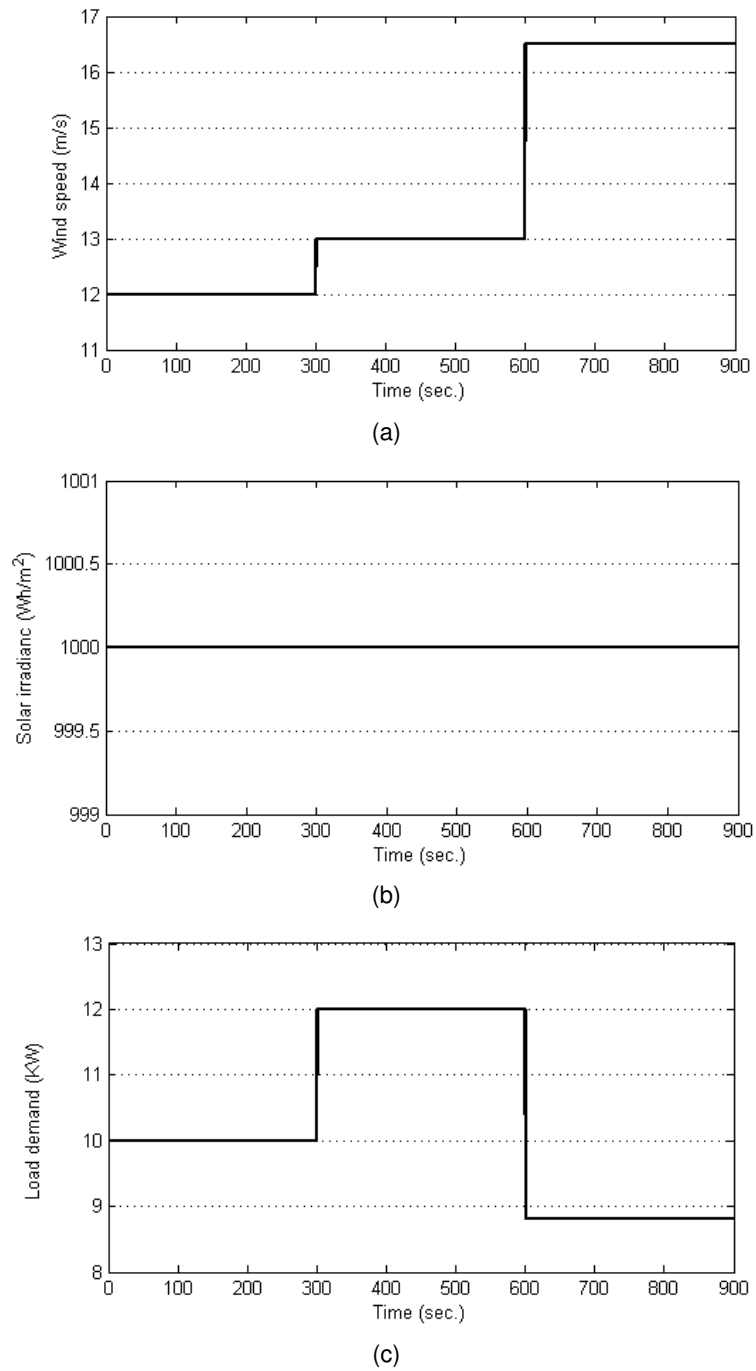 17
16
15
14
13
12
11
Wind speed (m/s)
0 100 200 300 400 500 600 700 800 900
Time (sec.)
(a)
1001
1000.5
1000
999.5
999
Solar irradianc (Wh/m²)
0 100 200 300 400 500 600 700 800 900
Time (sec.)
(b)
13
12
11
10
9
8
Load demand (KW)
0 100 200 300 400 500 600 700 800 900
Time (sec.)
(c)